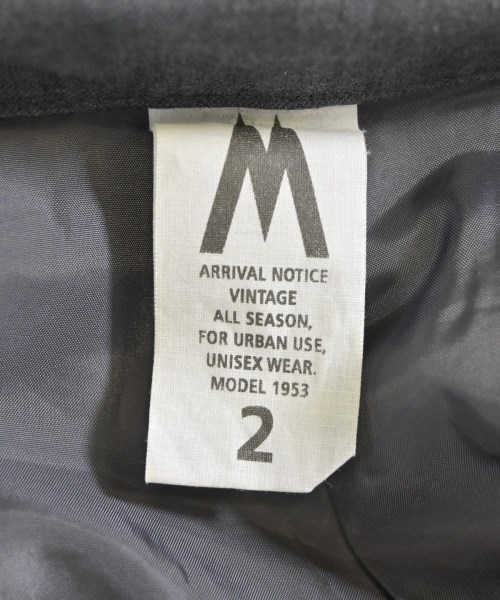 M
ARRIVAL NOTICE
VINTAGE
ALL SEASON,
FOR URBAN USE,
UNISEX WEAR.
MODEL 1953
2